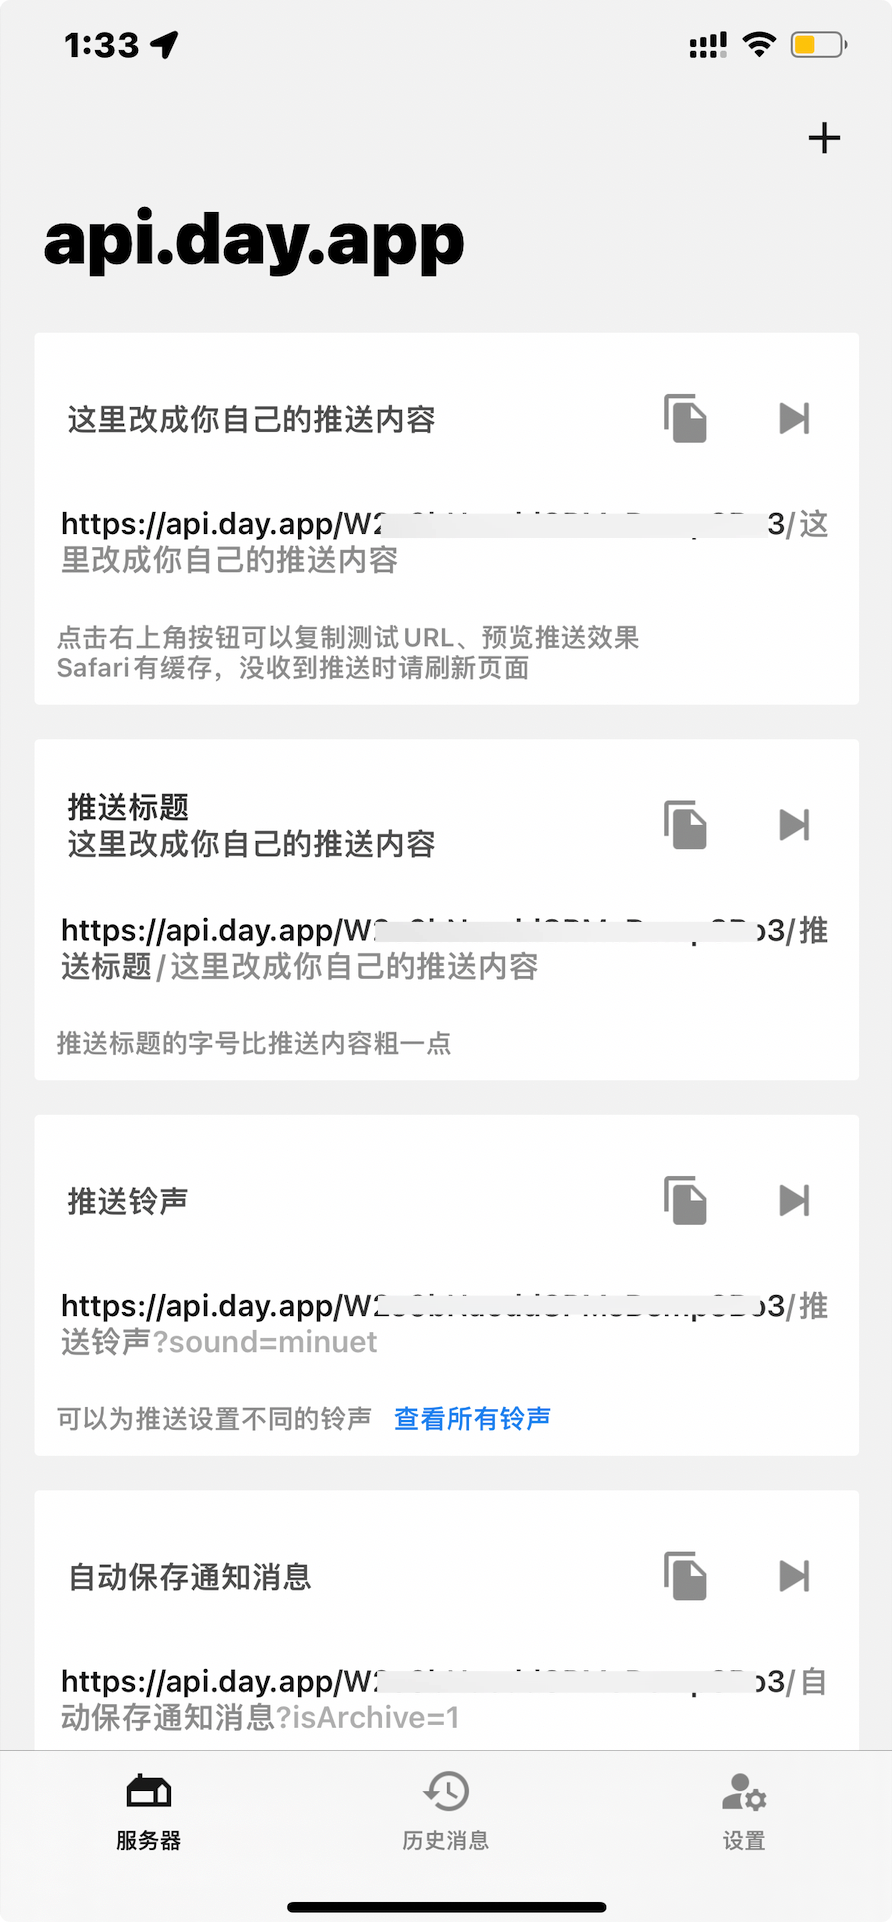 1:33
api.day.app
这里改成你自己的推送内容
https://api.day.app/W2 3/这
里改成你自己的推送内容
点击右上角按钮可以复制测试URL、预览推送效果
Safari有缓存，没收到推送时请刷新页面
推送标题
这里改成你自己的推送内容
https://api.day.app/W2 o3/推
送标题/这里改成你自己的推送内容
推送标题的字号比推送内容粗一点
推送铃声
https://api.day.app/W2 o3/推
送铃声?sound=minuet
可以为推送设置不同的铃声 查看所有铃声
自动保存通知消息
https://api.day.app/W2 o3/自
动保存通知消息?isArchive=1
服务器 历史消息 设置